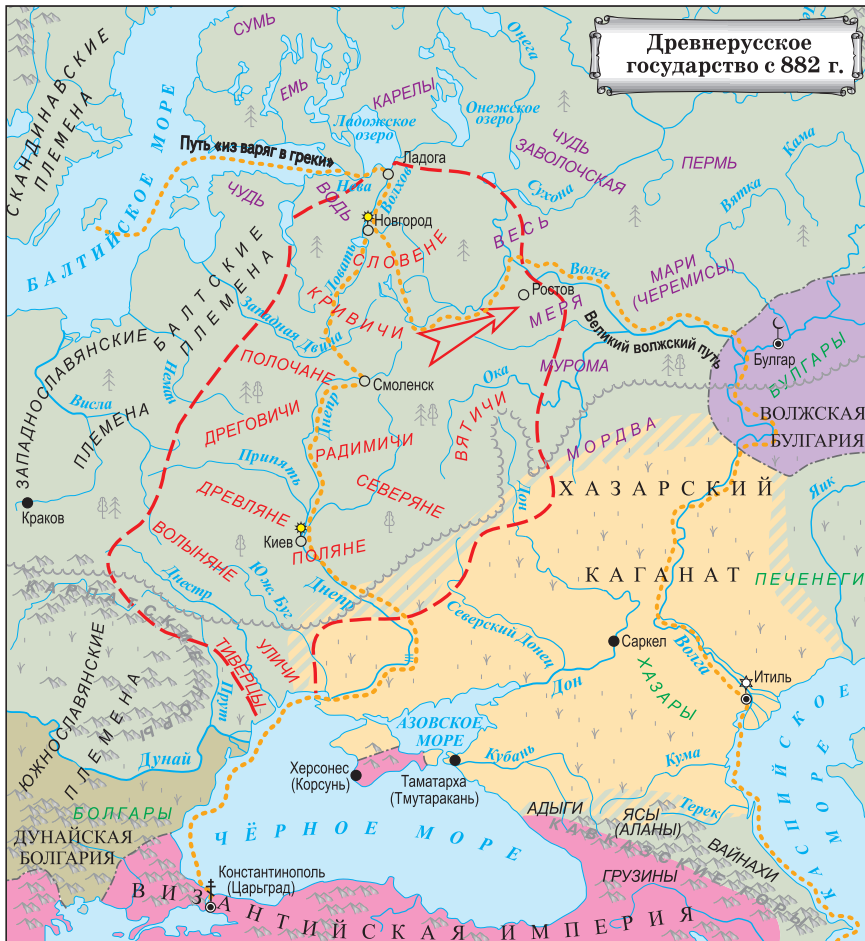 Древнерусское
государство с 882 г.
СКАНДИНАВСКИЕ
ПЛЕМЕНА
СУМЬ
ЕМЬ
КАРЕЛЫ
Онега
Ладожское
озеро
Онежское
озеро
ЧУДЬ
ЗАВОЛОЧСКАЯ
ПЕРМЬ
Кама
Вятка
Сухона
БАЛТИЙСКОЕ МОРЕ
Путь «из варяг в греки»
Ладога
Нева
Волхов
ЧУДЬ
ВОДЬ
Новгород
СЛОВЕНЕ
ВЕСЬ
Ловать
Волга
МАРИ
(ЧЕРЕМИСЫ)
Ростов
МЕРЯ
БАЛТСКИЕ
ПЛЕМЕНА
КРИВИЧИ
Западная Двина
Великий волжский путь
Булгар
БУЛГАРЫ
ВОЛЖСКАЯ
БУЛГАРИЯ
ЗАПАДНОСЛАВЯНСКИЕ
ПЛЕМЕНА
Неман
Висла
ПОЛОЧАНЕ
Смоленск
МУРОМА
Ока
ВЯТИЧИ
Днепр
ДРЕГОВИЧИ
РАДИМИЧИ
МОРДВА
Припять
СЕВЕРЯНЕ
Дон
Краков
ДРЕВЛЯНЕ
Киев
ПОЛЯНЕ
ВОЛЫНЯНЕ
ХАЗАРСКИЙ
КАГАНАТ
Яик
ПЕЧЕНЕГИ
Днестр
Юж. Буг
Днепр
КАРПАТСКИЕ ГОРЫ
Северский Донец
Саркел
Волга
ТИВЕРЦЫ
УЛИЧИ
Прут
Дон
ХАЗАРЫ
Итиль
ЮЖНОСЛАВЯНСКИЕ
ПЛЕМЕНА
Дунай
АЗОВСКОЕ
МОРЕ
Кубань
Кума
КАСПИЙСКОЕ МОРЕ
Херсонес
(Корсунь)
Таматарха
(Тмутаракань)
АДЫГИ
ЯСЫ
(АЛАНЫ)
Терек
БОЛГАРЫ
ДУНАЙСКАЯ
БОЛГАРИЯ
ЧЁРНОЕ МОРЕ
КАВКАЗСКИЕ ГОРЫ
ВАЙНАХИ
ГРУЗИНЫ
Константинополь
(Царьград)
ВИЗАНТИЙСКАЯ ИМПЕРИЯ